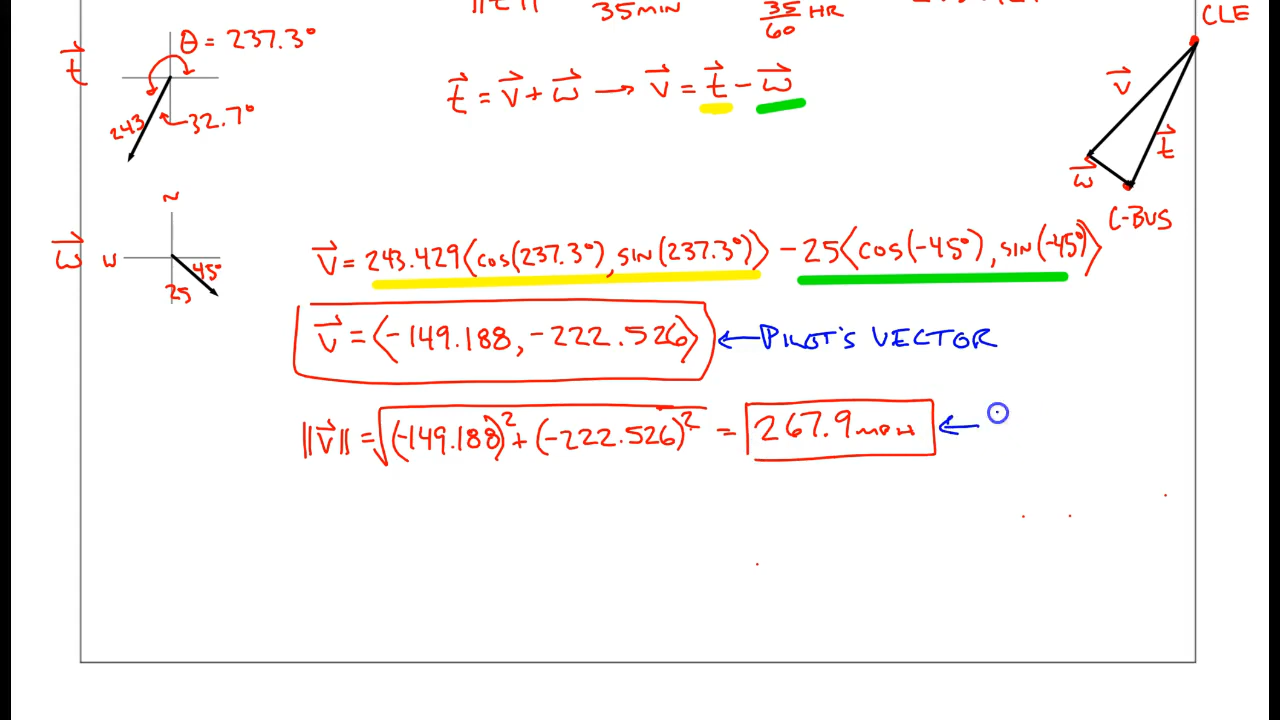 35 MIN
35/60 HR
CLE
t⃗
θ = 237.3°
243
32.7°
t⃗ = v⃗ + w⃗ → v⃗ = t⃗ − w⃗
v⃗
t⃗
w⃗
C-BUS
N
w⃗
W
45°
25
v⃗ = 243.429⟨cos(237.3°), sin(237.3°)⟩ − 25⟨cos(-45°), sin(-45°)⟩
v⃗ = ⟨-149.188, -222.526⟩ ← PILOT'S VECTOR
||v⃗|| = √((-149.188)² + (-222.526)²) = 267.9 MPH ←